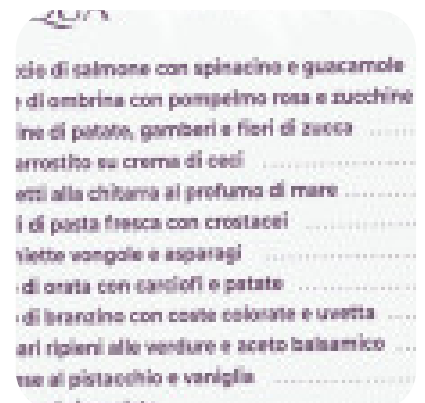 QUA
cio di salmone con spinacino e guacamole
di ombrina con pompelmo rosa e zucchine
ine di patate, gamberi e fiori di zucca
arrostito su crema di ceci
etti alla chitarra al profumo di mare
i di pasta fresca con crostacei
hiette vongole e asparagi
di orata con carciofi e patate
di branzino con coste colorate e uvetta
ari ripieni alle verdure e aceto balsamico
se al pistacchio e vaniglia